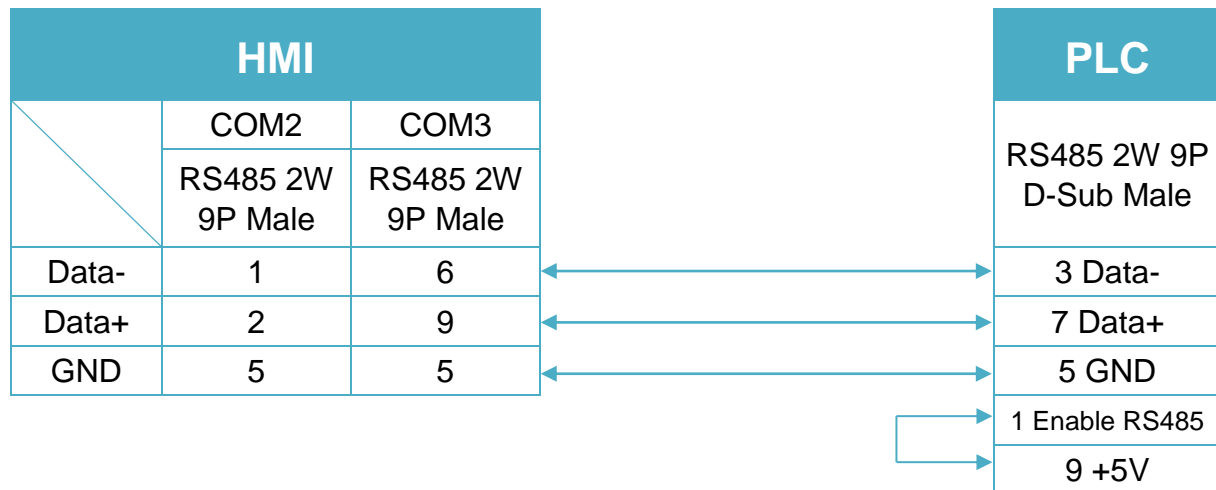 HMI
PLC
COM2
COM3
RS485 2W
9P Male
RS485 2W
9P Male
RS485 2W 9P
D-Sub Male
Data-
1
6
3 Data-
Data+
2
9
7 Data+
GND
5
5
5 GND
1 Enable RS485
9 +5V